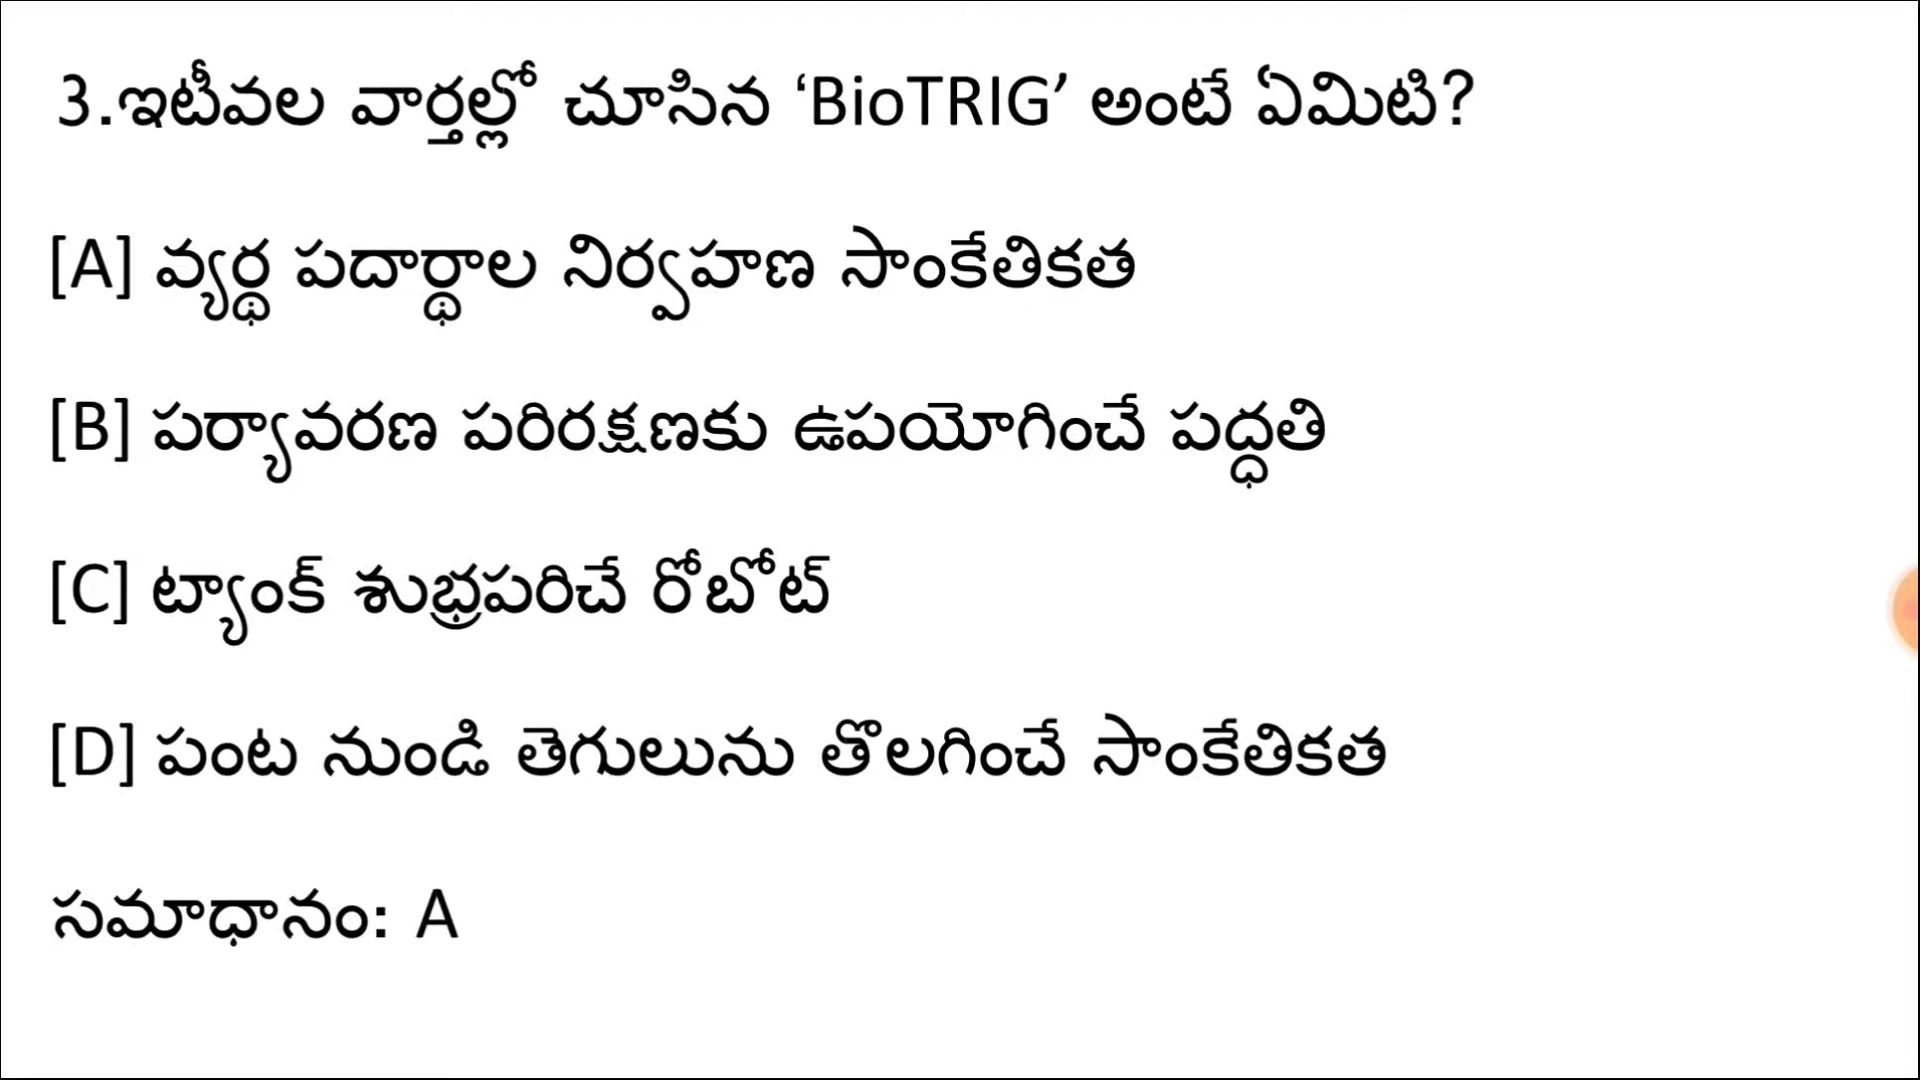 3.ఇటీవల వార్తల్లో చూసిన ‘BioTRIG’ అంటే ఏమిటి?
[A] వ్యర్థ పదార్థాల నిర్వహణ సాంకేతికత
[B] పర్యావరణ పరిరక్షణకు ఉపయోగించే పద్ధతి
[C] ట్యాంక్ శుభ్రపరిచే రోబోట్
[D] పంట నుండి తెగులును తొలగించే సాంకేతికత
సమాధానం: A